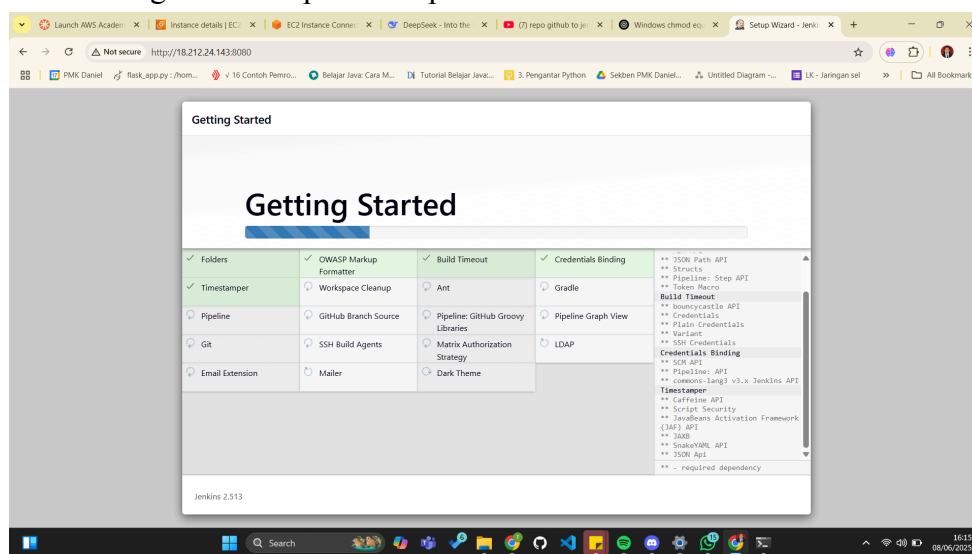 Launch AWS Academ
Instance details | EC2
EC2 Instance Connect
DeepSeek - Into the
(7) repo github to jen
Windows chmod equ
Setup Wizard - Jenki
Not secure http://18.212.24.143:8080
PMK Daniel
flask_app.py : /hom...
√ 16 Contoh Pemro...
Belajar Java: Cara M...
Tutorial Belajar Java:...
3. Pengantar Python
Sekben PMK Daniel...
Untitled Diagram -...
LK - Jaringan sel
»
All Bookmark
Getting Started
Getting Started
Folders
OWASP Markup Formatter
Build Timeout
Credentials Binding
Timestamper
Workspace Cleanup
Ant
Gradle
Pipeline
GitHub Branch Source
Pipeline: GitHub Groovy Libraries
Pipeline Graph View
Git
SSH Build Agents
Matrix Authorization Strategy
LDAP
Email Extension
Mailer
Dark Theme
** JSON Path API
** Structs
** Pipeline: Step API
** Token Macro
Build Timeout
** bouncycastle API
** Credentials
** Plain Credentials
** Variant
** SSH Credentials
Credentials Binding
** SCM API
** Pipeline: API
** commons-lang3 v3.x Jenkins API
Timestamper
** Caffeine API
** Script Security
** JavaBeans Activation Framework
(JAF) API
** JAXB
** SnakeYAML API
** JSON Api
** - required dependency
Jenkins 2.513
Search
16:15
08/06/2025